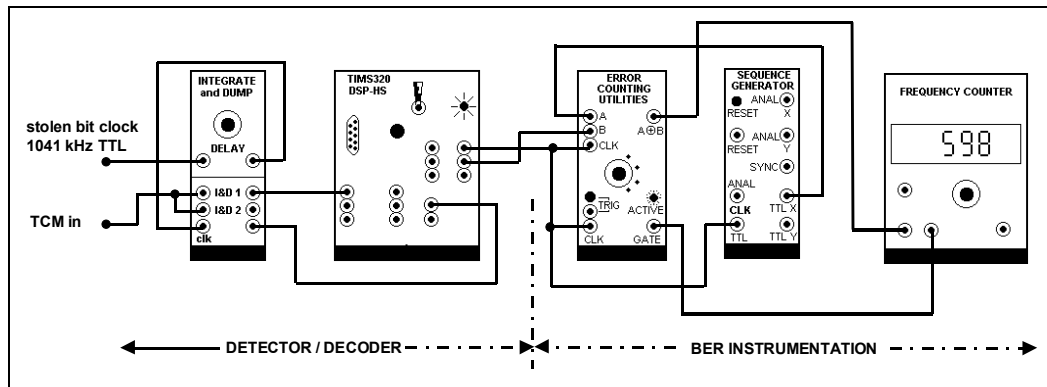 stolen bit clock
1041 kHz TTL
TCM in
INTEGRATE
and DUMP
DELAY
I&D 1
I&D 2
clk
TIMS320
DSP-HS
ERROR
COUNTING
UTILITIES
A
B
A⊕B
CLK
TRIG
ACTIVE
CLK
GATE
SEQUENCE
GENERATOR
ANAL
RESET
X
ANAL
RESET
Y
SYNC
ANAL
CLK
TTL X
TTL
TTL Y
FREQUENCY COUNTER
598
DETECTOR / DECODER
BER INSTRUMENTATION